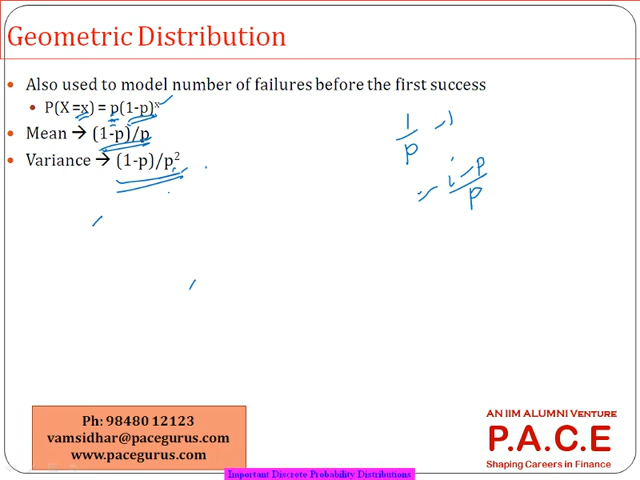 Geometric Distribution
• Also used to model number of failures before the first success
• P(X =x) = p(1-p)ˣ
• Mean → (1-p)/p
• Variance → (1-p)/p²
1/p -1
= 1-p/p
Ph: 98480 12123
vamsidhar@pacegurus.com
www.pacegurus.com
AN IIM ALUMNI VENTURE
P.A.C.E
Shaping Careers in Finance
Important Discrete Probability Distributions